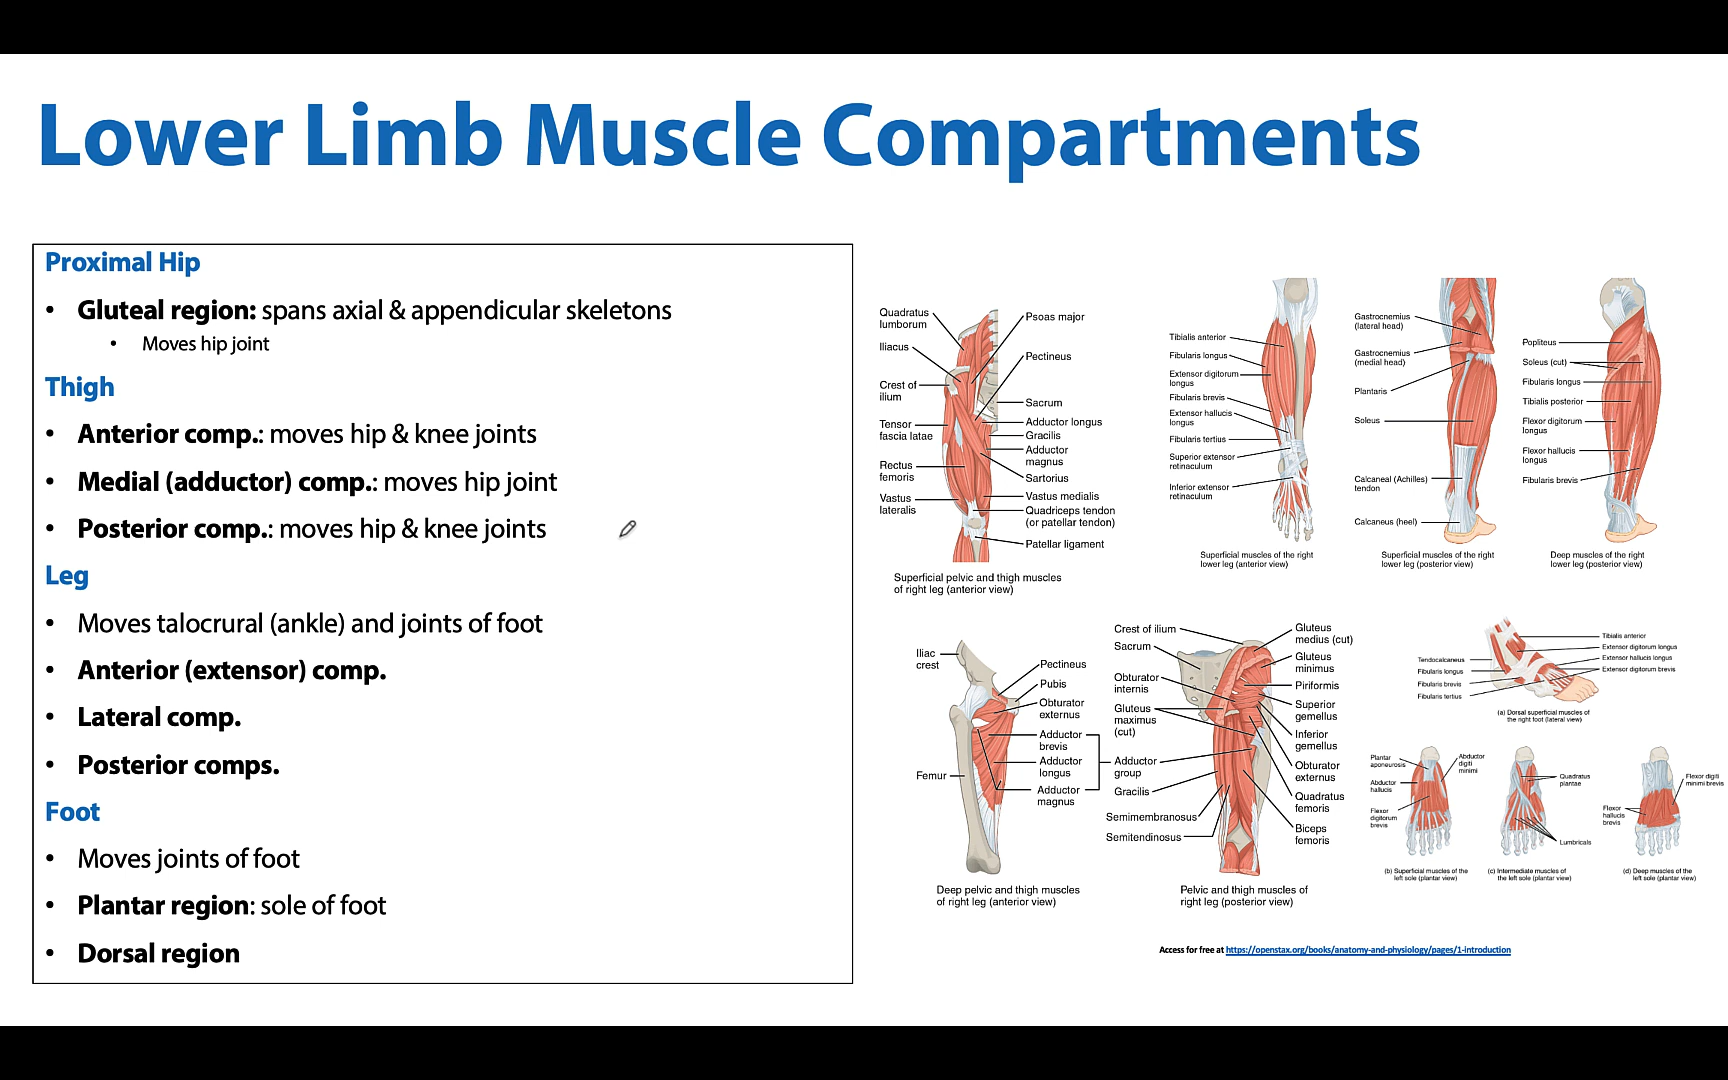 Lower Limb Muscle Compartments
Proximal Hip
• Gluteal region: spans axial & appendicular skeletons
• Moves hip joint
Thigh
• Anterior comp.: moves hip & knee joints
• Medial (adductor) comp.: moves hip joint
• Posterior comp.: moves hip & knee joints
Leg
• Moves talocrural (ankle) and joints of foot
• Anterior (extensor) comp.
• Lateral comp.
• Posterior comps.
Foot
• Moves joints of foot
• Plantar region: sole of foot
• Dorsal region
Quadratus
lumborum
Iliacus
Crest of
ilium
Tensor
fascia latae
Rectus
femoris
Vastus
lateralis
Psoas major
Pectineus
Sacrum
Adductor longus
Gracilis
Adductor
magnus
Sartorius
Vastus medialis
Quadriceps tendon
(or patellar tendon)
Patellar ligament
Superficial pelvic and thigh muscles
of right leg (anterior view)
Tibialis anterior
Fibularis longus
Extensor digitorum
longus
Fibularis brevis
Extensor hallucis
longus
Fibularis tertius
Superior extensor
retinaculum
Inferior extensor
retinaculum
Superficial muscles of the right
lower leg (anterior view)
Gastrocnemius
(lateral head)
Gastrocnemius
(medial head)
Plantaris
Soleus
Calcaneal (Achilles)
tendon
Calcaneus (heel)
Superficial muscles of the right
lower leg (posterior view)
Popliteus
Soleus (cut)
Fibularis longus
Tibialis posterior
Flexor digitorum
longus
Flexor hallucis
longus
Fibularis brevis
Deep muscles of the right
lower leg (posterior view)
Iliac
crest
Femur
Pectineus
Pubis
Obturator
externus
Adductor
brevis
Adductor
longus
Adductor
magnus
Deep pelvic and thigh muscles
of right leg (anterior view)
Crest of ilium
Sacrum
Obturator
internis
Gluteus
maximus
(cut)
Adductor
group
Gracilis
Semimembranosus
Semitendinosus
Gluteus
medius (cut)
Gluteus
minimus
Piriformis
Superior
gemellus
Inferior
gemellus
Obturator
externus
Quadratus
femoris
Biceps
femoris
Pelvic and thigh muscles of
right leg (posterior view)
Tendocalcaneus
Fibularis longus
Fibularis brevis
Fibularis tertius
Tibialis anterior
Extensor digitorum longus
Extensor hallucis longus
Extensor digitorum brevis
(a) Dorsal superficial muscles of
the right foot (lateral view)
Plantar
aponeurosis
Abductor
hallucis
Flexor
digitorum
brevis
Abductor
digiti
minimi
(b) Superficial muscles of the
left sole (plantar view)
Quadratus
plantae
Lumbricals
(c) Intermediate muscles of
the left sole (plantar view)
Flexor
hallucis
brevis
Flexor digiti
minimi brevis
(d) Deep muscles of the
left sole (plantar view)
Access for free at https://openstax.org/books/anatomy-and-physiology/pages/1-introduction